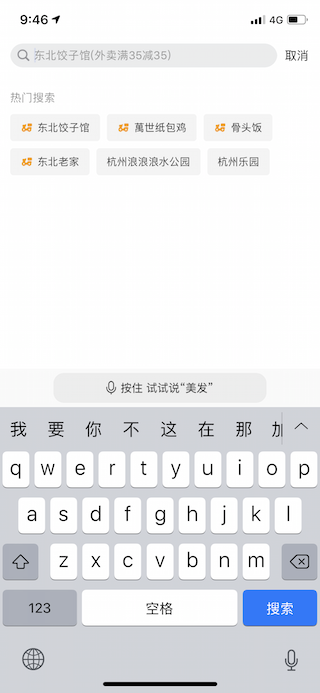 9:46 4G
东北饺子馆(外卖满35减35) 取消
热门搜索
东北饺子馆 萬世纸包鸡 骨头饭
东北老家 杭州浪浪浪水公园 杭州乐园
按住 试试说“美发”
我 要 你 不 这 在 那
q w e r t y u i o p
a s d f g h j k l
z x c v b n m
123 空格 搜索